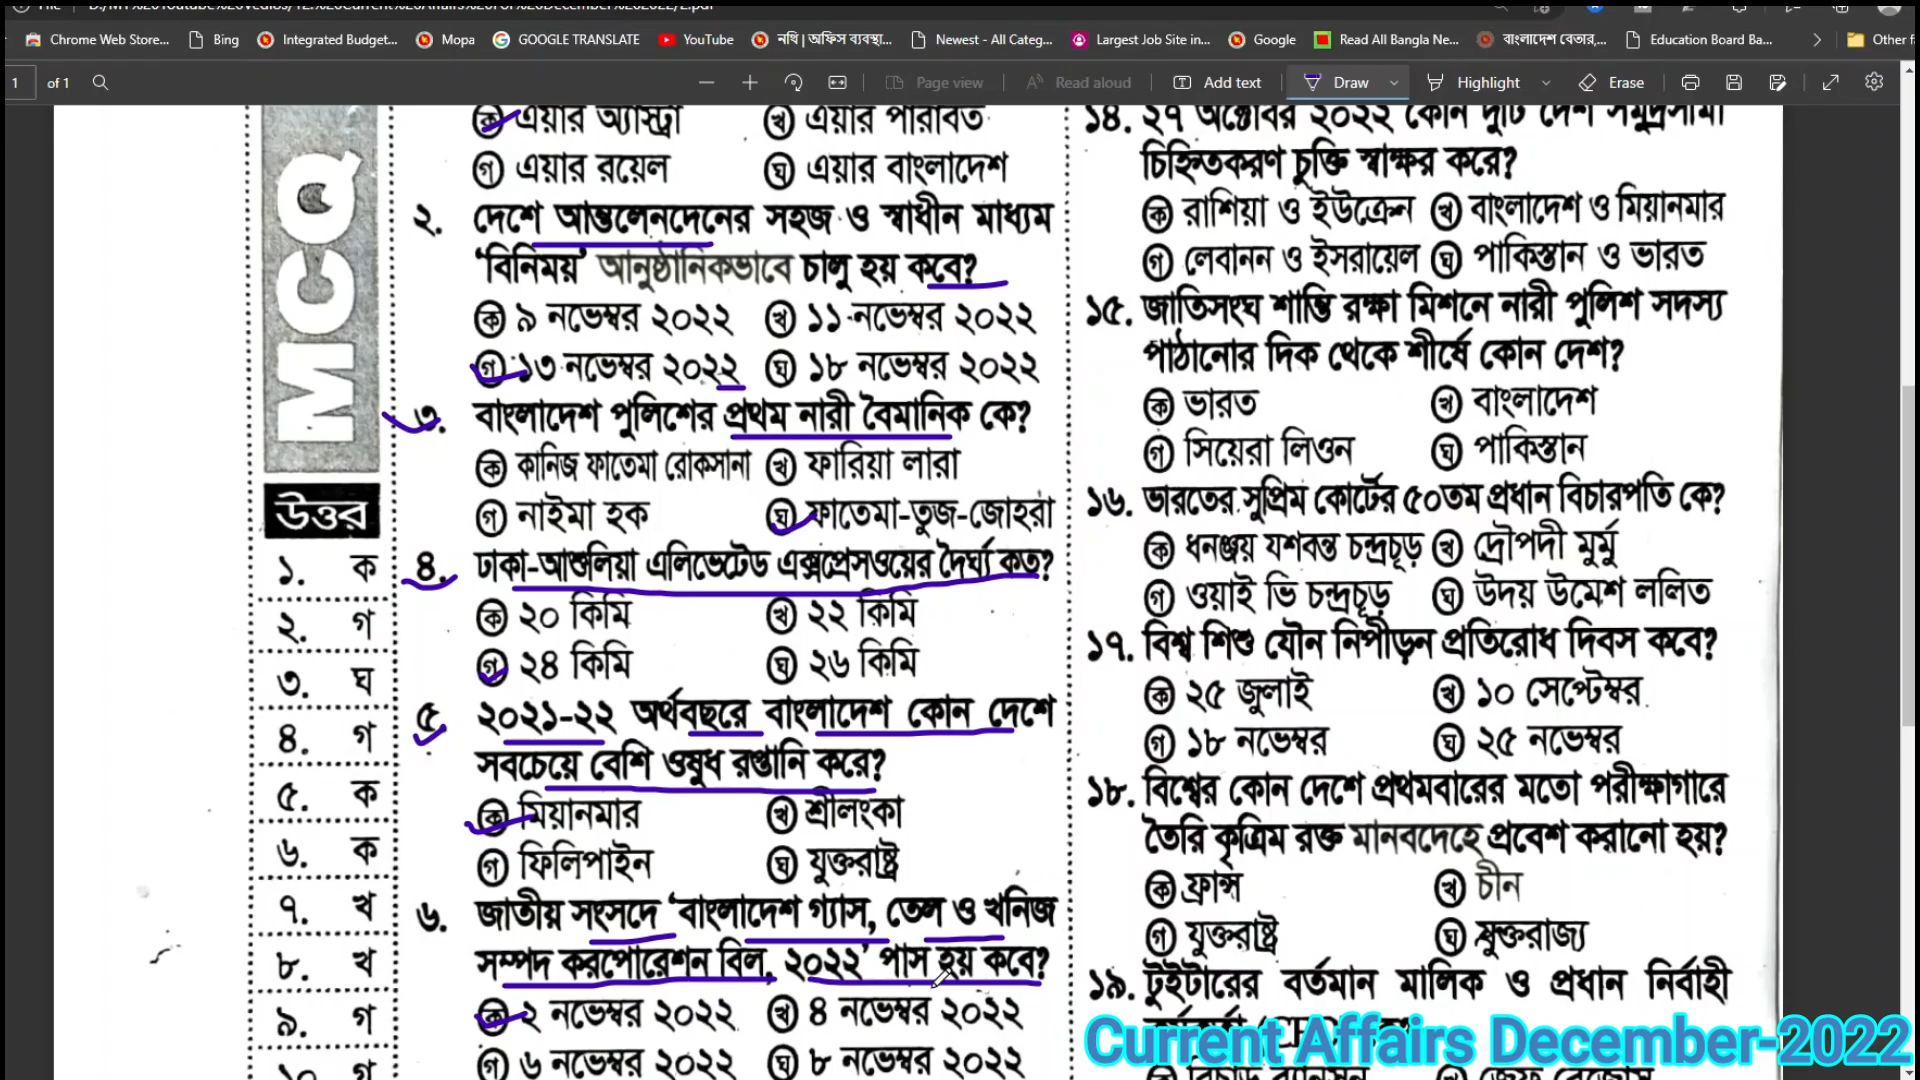 of 1
Page view
Read aloud
Add text
Draw
Highlight
Erase
Chrome Web Store...
Bing
Integrated Budget...
Mopa
GOOGLE TRANSLATE
YouTube
নথি | অফিস ব্যবস্থা...
Newest - All Categ...
Largest Job Site in...
Google
Read All Bangla Ne...
বাংলাদেশ বেতার,...
Education Board Ba...
Other f
1
MCQ
উত্তর
১. ক
২. গ
৩. ঘ
৪. গ
৫. ক
৬. ক
৭. খ
৮. খ
৯. গ
১০ গ
ক এয়ার অ্যাস্ট্রা খ এয়ার পারাবত
গ এয়ার রয়েল ঘ এয়ার বাংলাদেশ
২. দেশে আন্তলেনদেনের সহজ ও স্বাধীন মাধ্যম
‘বিনিময়’ আনুষ্ঠানিকভাবে চালু হয় কবে?
ক ৯ নভেম্বর ২০২২ খ ১১ নভেম্বর ২০২২
গ ১৩ নভেম্বর ২০২২ ঘ ১৮ নভেম্বর ২০২২
৩. বাংলাদেশ পুলিশের প্রথম নারী বৈমানিক কে?
ক কানিজ ফাতেমা রোকসানা খ ফারিয়া লারা
গ নাইমা হক ঘ ফাতেমা-তুজ-জোহরা
৪. ঢাকা-আশুলিয়া এলিভেটেড এক্সপ্রেসওয়ের দৈর্ঘ্য কত?
ক ২০ কিমি খ ২২ কিমি
গ ২৪ কিমি ঘ ২৬ কিমি
৫ ২০২১-২২ অর্থবছরে বাংলাদেশ কোন দেশে
সবচেয়ে বেশি ওষুধ রপ্তানি করে?
ক মিয়ানমার খ শ্রীলংকা
গ ফিলিপাইন ঘ যুক্তরাষ্ট্র
৬. জাতীয় সংসদে ‘বাংলাদেশ গ্যাস, তেল ও খনিজ
সম্পদ করপোরেশন বিল, ২০২২’ পাস হয় কবে?
ক ২ নভেম্বর ২০২২ খ ৪ নভেম্বর ২০২২
গ ৬ নভেম্বর ২০২২ ঘ ৮ নভেম্বর ২০২২
১৪. ২৭ অক্টোবর ২০২২ কোন দুটি দেশ সমুদ্রসীমা
চিহ্নিতকরণ চুক্তি স্বাক্ষর করে?
ক রাশিয়া ও ইউক্রেন খ বাংলাদেশ ও মিয়ানমার
গ লেবানন ও ইসরায়েল ঘ পাকিস্তান ও ভারত
১৫. জাতিসংঘ শান্তি রক্ষা মিশনে নারী পুলিশ সদস্য
পাঠানোর দিক থেকে শীর্ষে কোন দেশ?
ক ভারত খ বাংলাদেশ
গ সিয়েরা লিওন ঘ পাকিস্তান
১৬. ভারতের সুপ্রিম কোর্টের ৫০তম প্রধান বিচারপতি কে?
ক ধনঞ্জয় যশবন্ত চন্দ্রচূড় খ দ্রৌপদী মুর্মু
গ ওয়াই ভি চন্দ্রচূড় ঘ উদয় উমেশ ললিত
১৭. বিশ্ব শিশু যৌন নিপীড়ন প্রতিরোধ দিবস কবে?
ক ২৫ জুলাই খ ১০ সেপ্টেম্বর
গ ১৮ নভেম্বর ঘ ২৫ নভেম্বর
১৮. বিশ্বের কোন দেশে প্রথমবারের মতো পরীক্ষাগারে
তৈরি কৃত্রিম রক্ত মানবদেহে প্রবেশ করানো হয়?
ক ফ্রান্স খ চীন
গ যুক্তরাষ্ট্র ঘ যুক্তরাজ্য
১৯. টুইটারের বর্তমান মালিক ও প্রধান নির্বাহী
Current Affairs December-2022